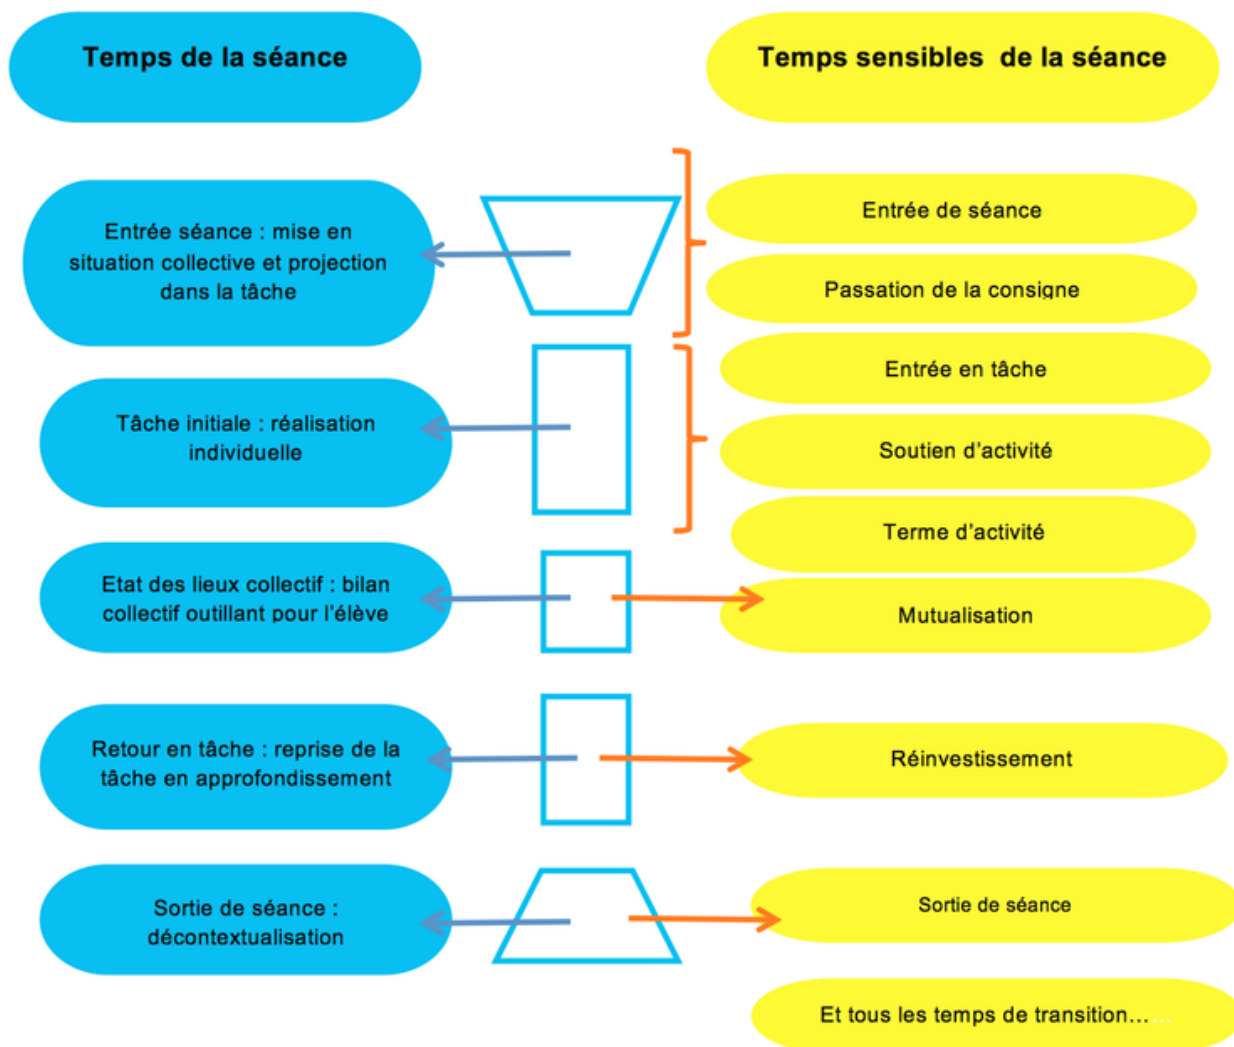 Temps de la séance
Temps sensibles de la séance
Entrée séance : mise en
situation collective et projection
dans la tâche
Entrée de séance
Passation de la consigne
Tâche initiale : réalisation
individuelle
Entrée en tâche
Soutien d'activité
Terme d'activité
Etat des lieux collectif : bilan
collectif outillant pour l'élève
Mutualisation
Retour en tâche : reprise de la
tâche en approfondissement
Réinvestissement
Sortie de séance :
décontextualisation
Sortie de séance
Et tous les temps de transition……